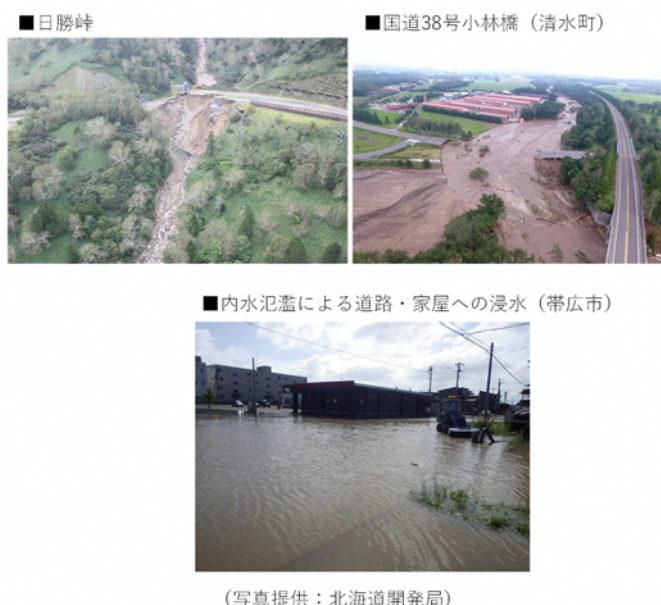 ■日勝峠
■国道38号小林橋（清水町）
■内水氾濫による道路・家屋への浸水（帯広市）
（写真提供：北海道開発局）